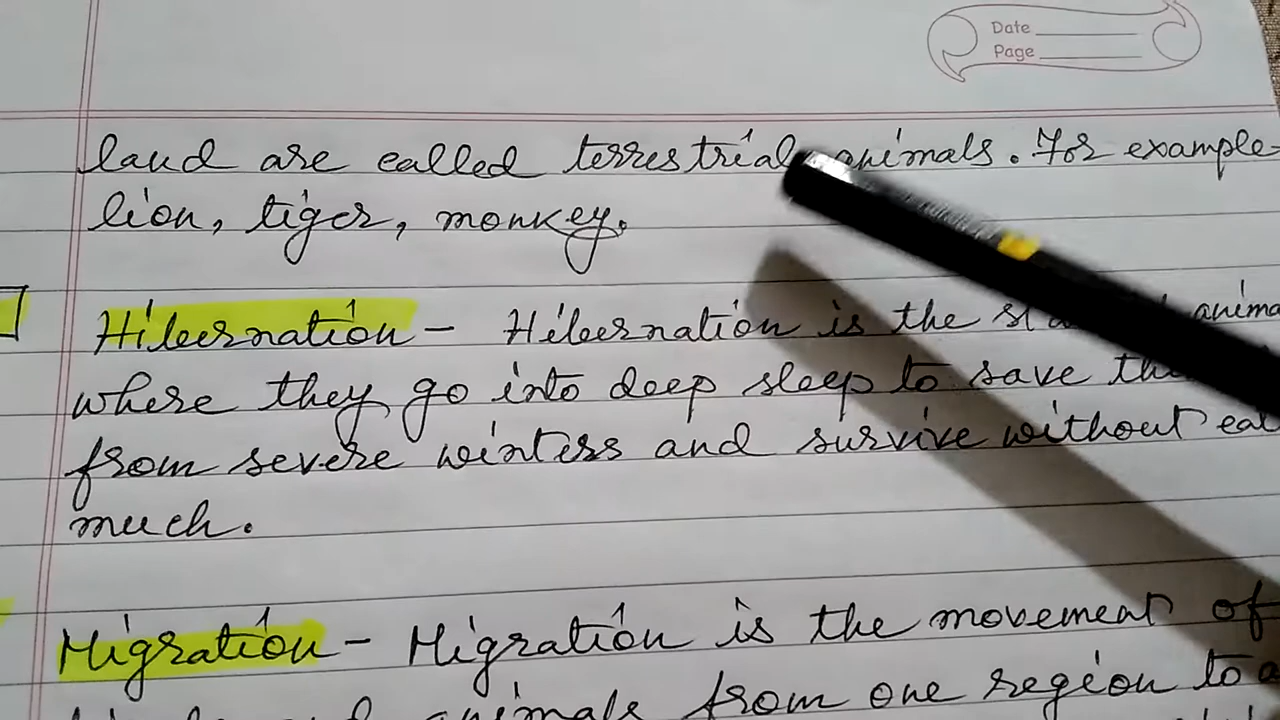 Date
Page
land are called terrestrial animals. For example-
lion, tiger, monkey.
Hibernation - Hibernation is the
where they go into deep sleep to save
from severe winters and survive without
much.
Migration - Migration is the movement of
and animals from one region to